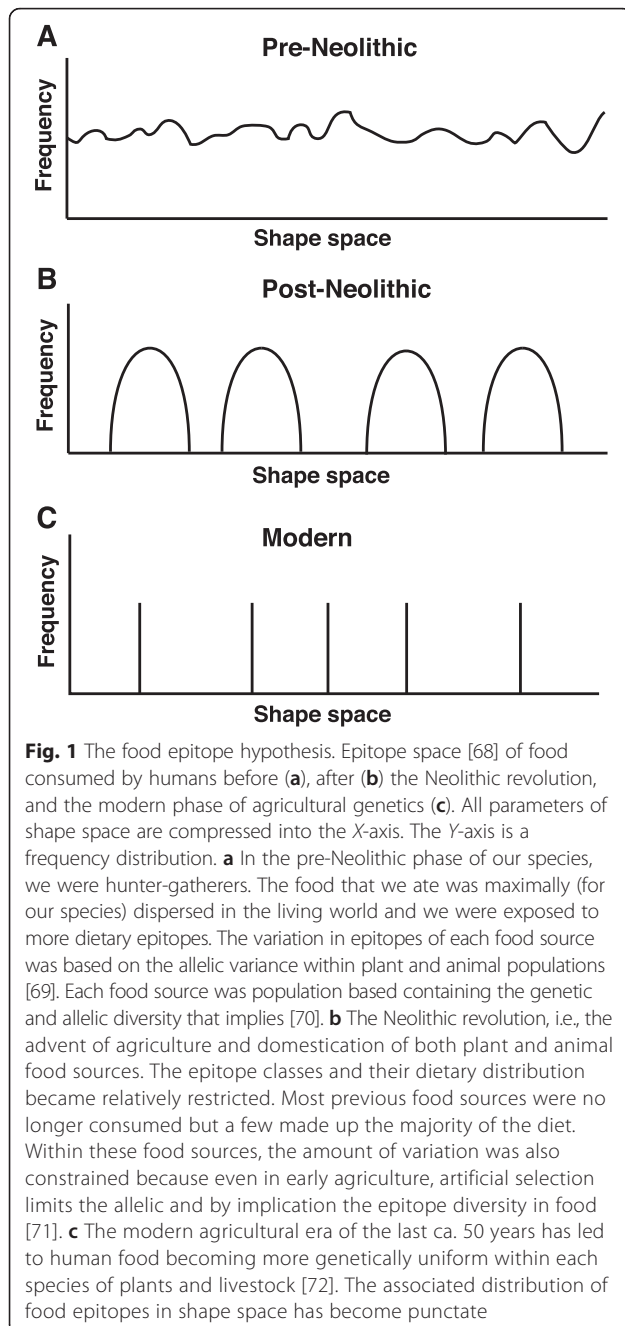 A
Pre-Neolithic
Frequency
Shape space
B
Post-Neolithic
Frequency
Shape space
C
Modern
Frequency
Shape space
Fig. 1 The food epitope hypothesis. Epitope space [68] of food
consumed by humans before (a), after (b) the Neolithic revolution,
and the modern phase of agricultural genetics (c). All parameters of
shape space are compressed into the X-axis. The Y-axis is a
frequency distribution. a In the pre-Neolithic phase of our species,
we were hunter-gatherers. The food that we ate was maximally (for
our species) dispersed in the living world and we were exposed to
more dietary epitopes. The variation in epitopes of each food source
was based on the allelic variance within plant and animal populations
[69]. Each food source was population based containing the genetic
and allelic diversity that implies [70]. b The Neolithic revolution, i.e., the
advent of agriculture and domestication of both plant and animal
food sources. The epitope classes and their dietary distribution
became relatively restricted. Most previous food sources were no
longer consumed but a few made up the majority of the diet.
Within these food sources, the amount of variation was also
constrained because even in early agriculture, artificial selection
limits the allelic and by implication the epitope diversity in food
[71]. c The modern agricultural era of the last ca. 50 years has led
to human food becoming more genetically uniform within each
species of plants and livestock [72]. The associated distribution of
food epitopes in shape space has become punctate